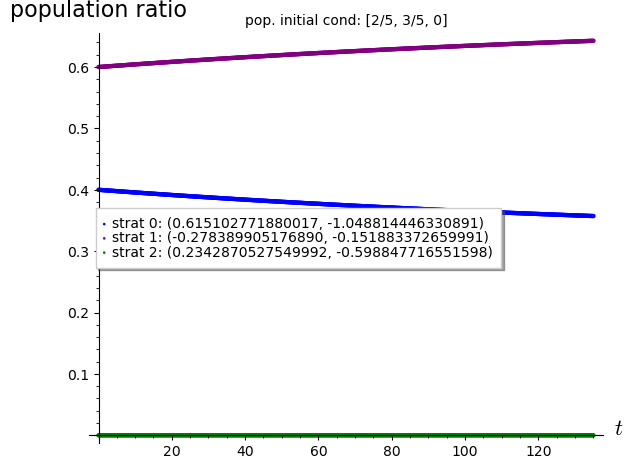 population ratio
pop. initial cond: [2/5, 3/5, 0]
0.6
0.5
0.4
strat 0: (0.615102771880017, -1.048814446330891)
strat 1: (-0.278389905176890, -0.151883372659991)
strat 2: (0.2342870527549992, -0.598847716551598)
0.3
0.2
0.1
t
20 40 60 80 100 120